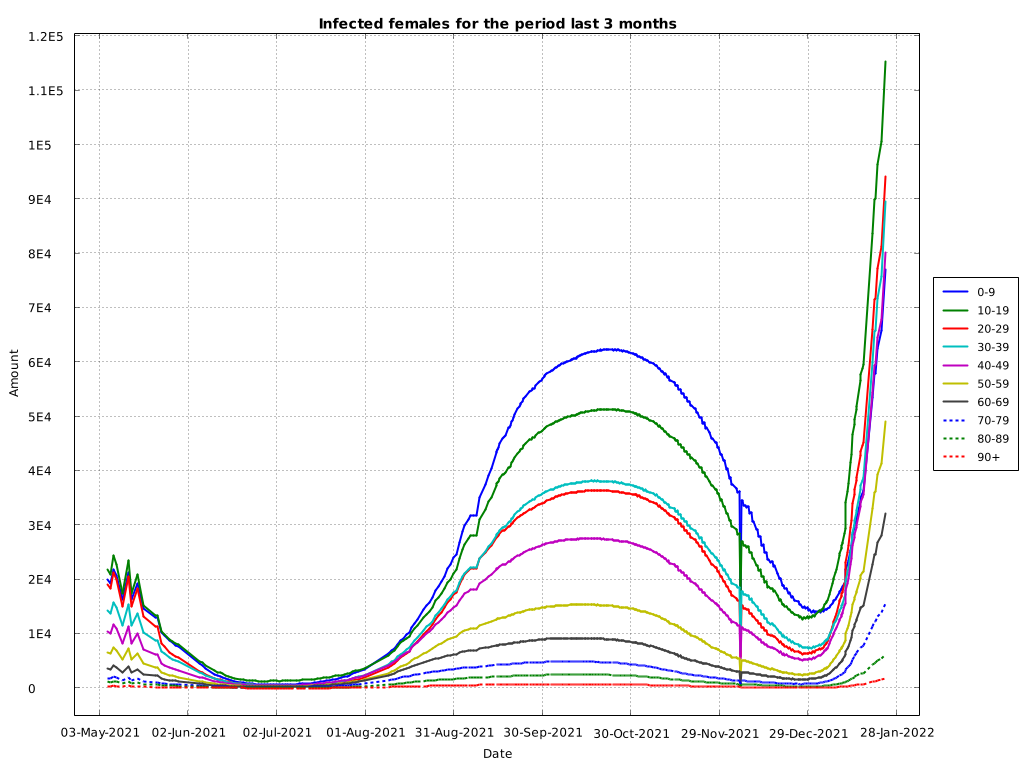 Infected females for the period last 3 months
1.2E5
1.1E5
1E5
9E4
8E4
7E4
6E4
5E4
4E4
3E4
2E4
1E4
0
Amount
03-May-2021 02-Jun-2021 02-Jul-2021 01-Aug-2021 31-Aug-2021 30-Sep-2021 30-Oct-2021 29-Nov-2021 29-Dec-2021 28-Jan-2022
Date
0-9
10-19
20-29
30-39
40-49
50-59
60-69
70-79
80-89
90+